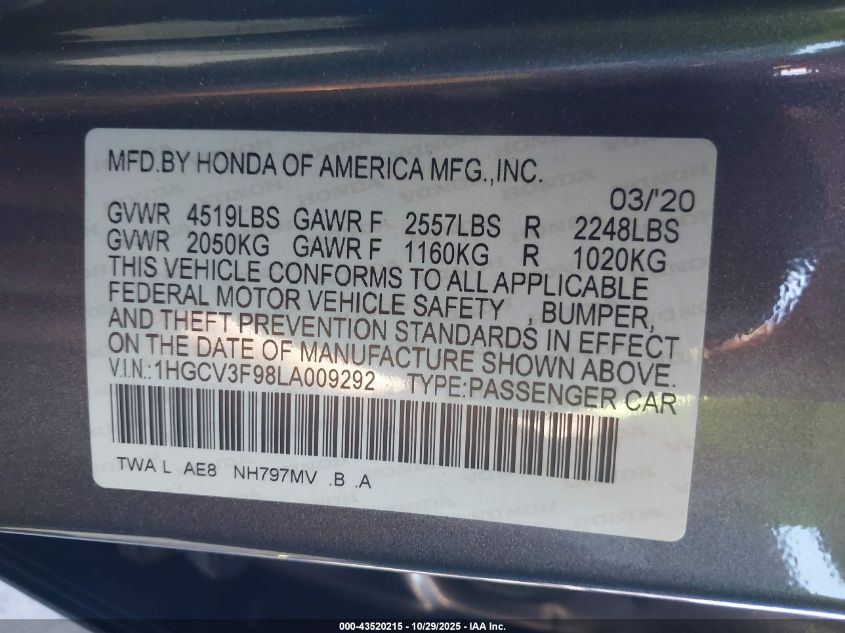 MFD.BY HONDA OF AMERICA MFG.,INC.
03/'20
GVWR 4519LBS GAWR F 2557LBS R 2248LBS
GVWR 2050KG GAWR F 1160KG R 1020KG
THIS VEHICLE CONFORMS TO ALL APPLICABLE
FEDERAL MOTOR VEHICLE SAFETY , BUMPER,
AND THEFT PREVENTION STANDARDS IN EFFECT
ON THE DATE OF MANUFACTURE SHOWN ABOVE.
V.I.N.:1HGCV3F98LA009292 TYPE:PASSENGER CAR
TWA L AE8 NH797MV .B .A
000-43520215 - 10/29/2025 - IAA Inc.